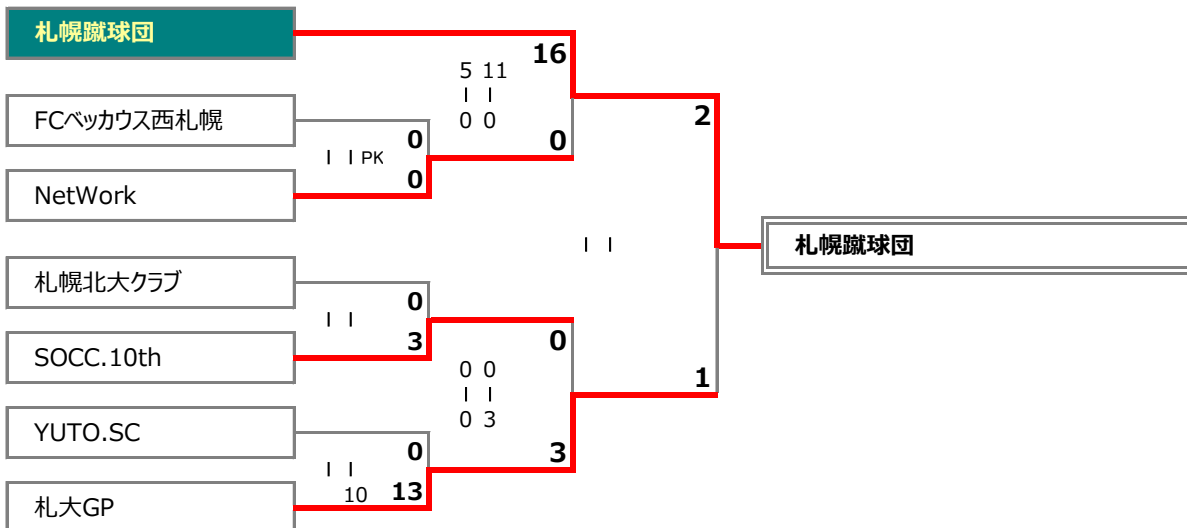 札幌蹴球団
16
5 11
| |
0 0
2
FCベッカウス西札幌
0
| | PK
0
0
NetWork
| |
札幌蹴球団
札幌北大クラブ
0
| |
3
0
SOCC.10th
0 0
| |
0 3
1
YUTO.SC
0
3
| |
10
13
札大GP